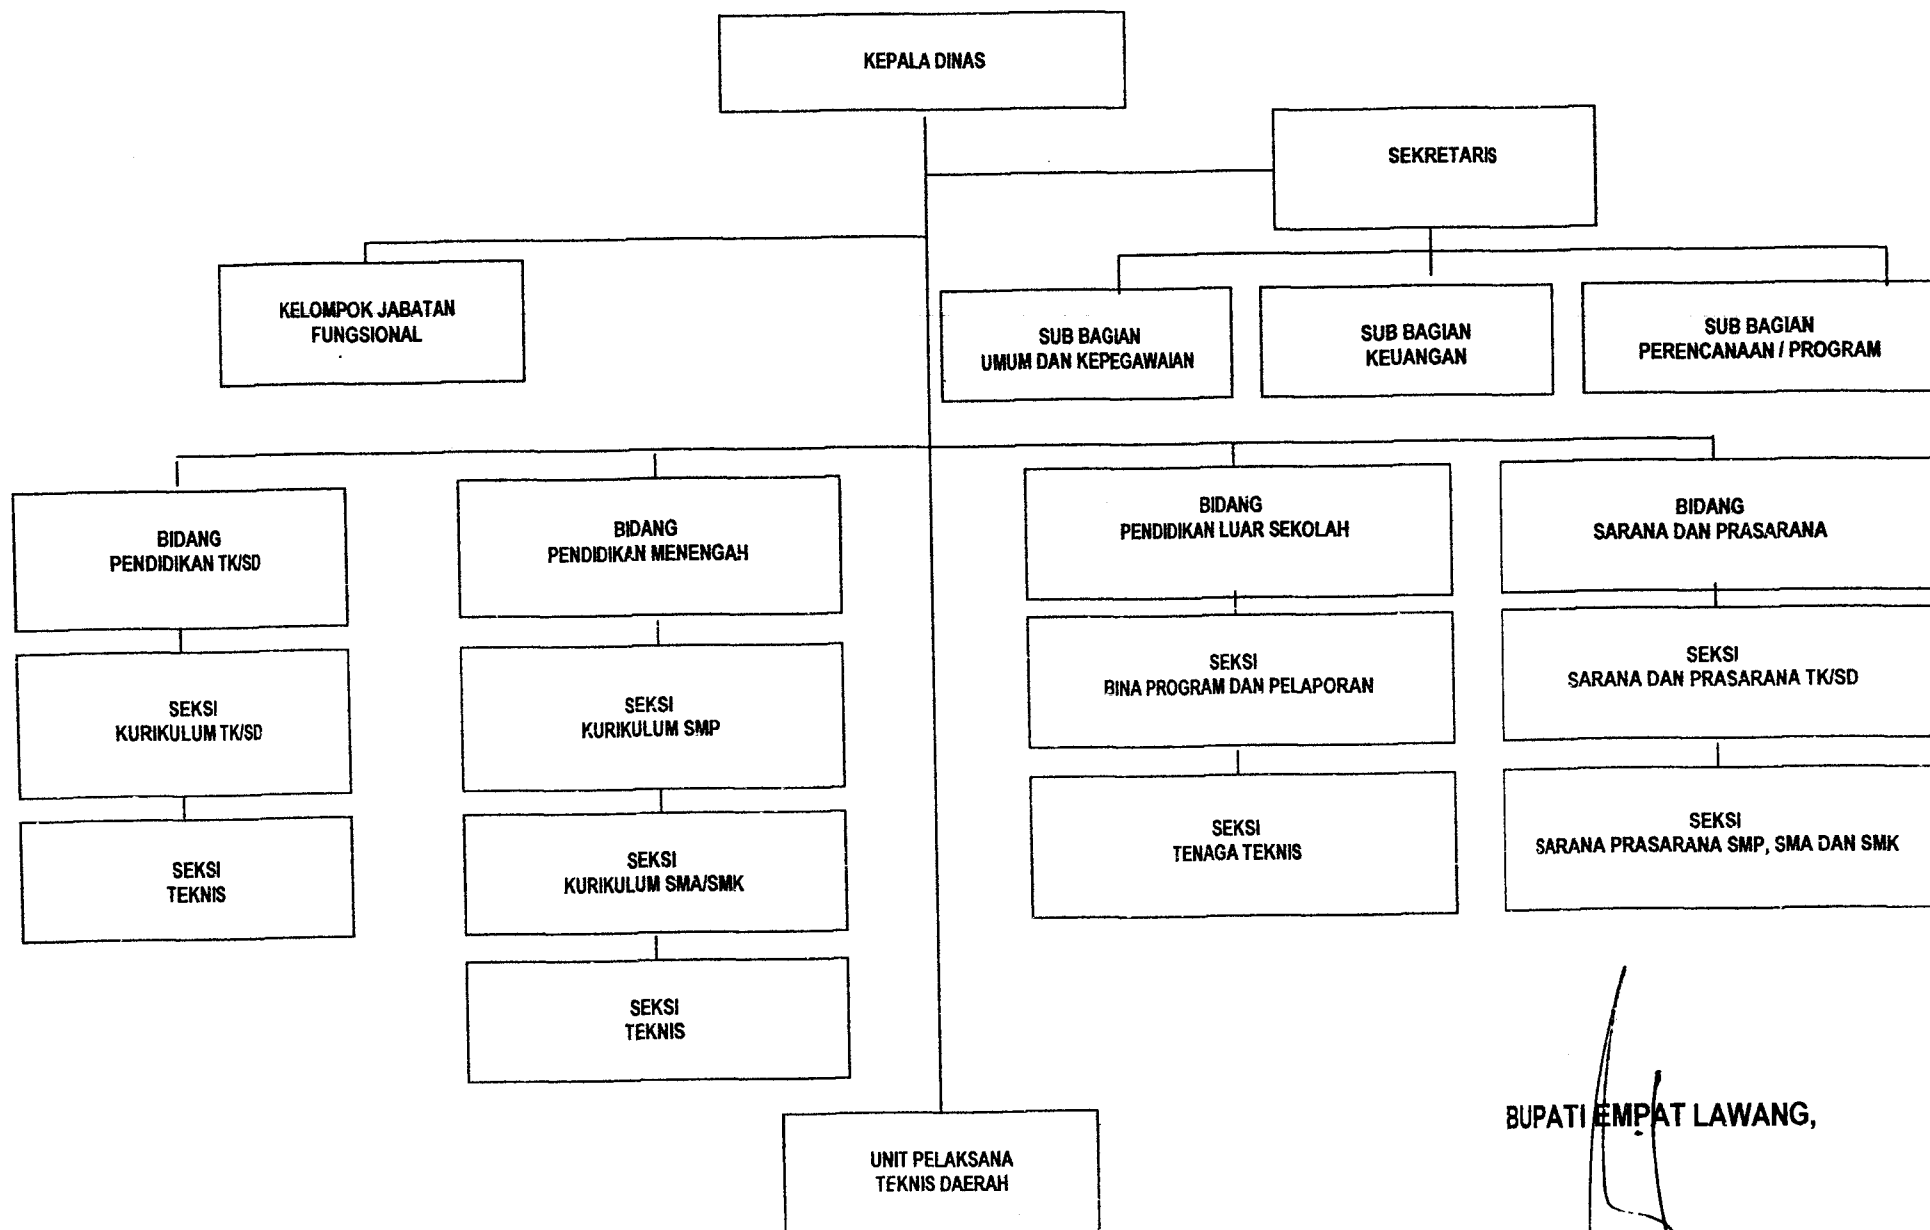 KEPALA DINAS
SEKRETARIS
KELOMPOK JABATAN
FUNGSIONAL
SUB BAGIAN
UMUM DAN KEPEGAWAIAN
SUB BAGIAN
KEUANGAN
SUB BAGIAN
PERENCANAAN / PROGRAM
BIDANG
PENDIDIKAN TK/SD
BIDANG
PENDIDIKAN MENENGAH
BIDANG
PENDIDIKAN LUAR SEKOLAH
BIDANG
SARANA DAN PRASARANA
SEKSI
KURIKULUM TK/SD
SEKSI
KURIKULUM SMP
SEKSI
BINA PROGRAM DAN PELAPORAN
SEKSI
SARANA DAN PRASARANA TK/SD
SEKSI
TEKNIS
SEKSI
KURIKULUM SMA/SMK
SEKSI
TENAGA TEKNIS
SEKSI
SARANA PRASARANA SMP, SMA DAN SMK
SEKSI
TEKNIS
UNIT PELAKSANA
TEKNIS DAERAH
BUPATI EMPAT LAWANG,